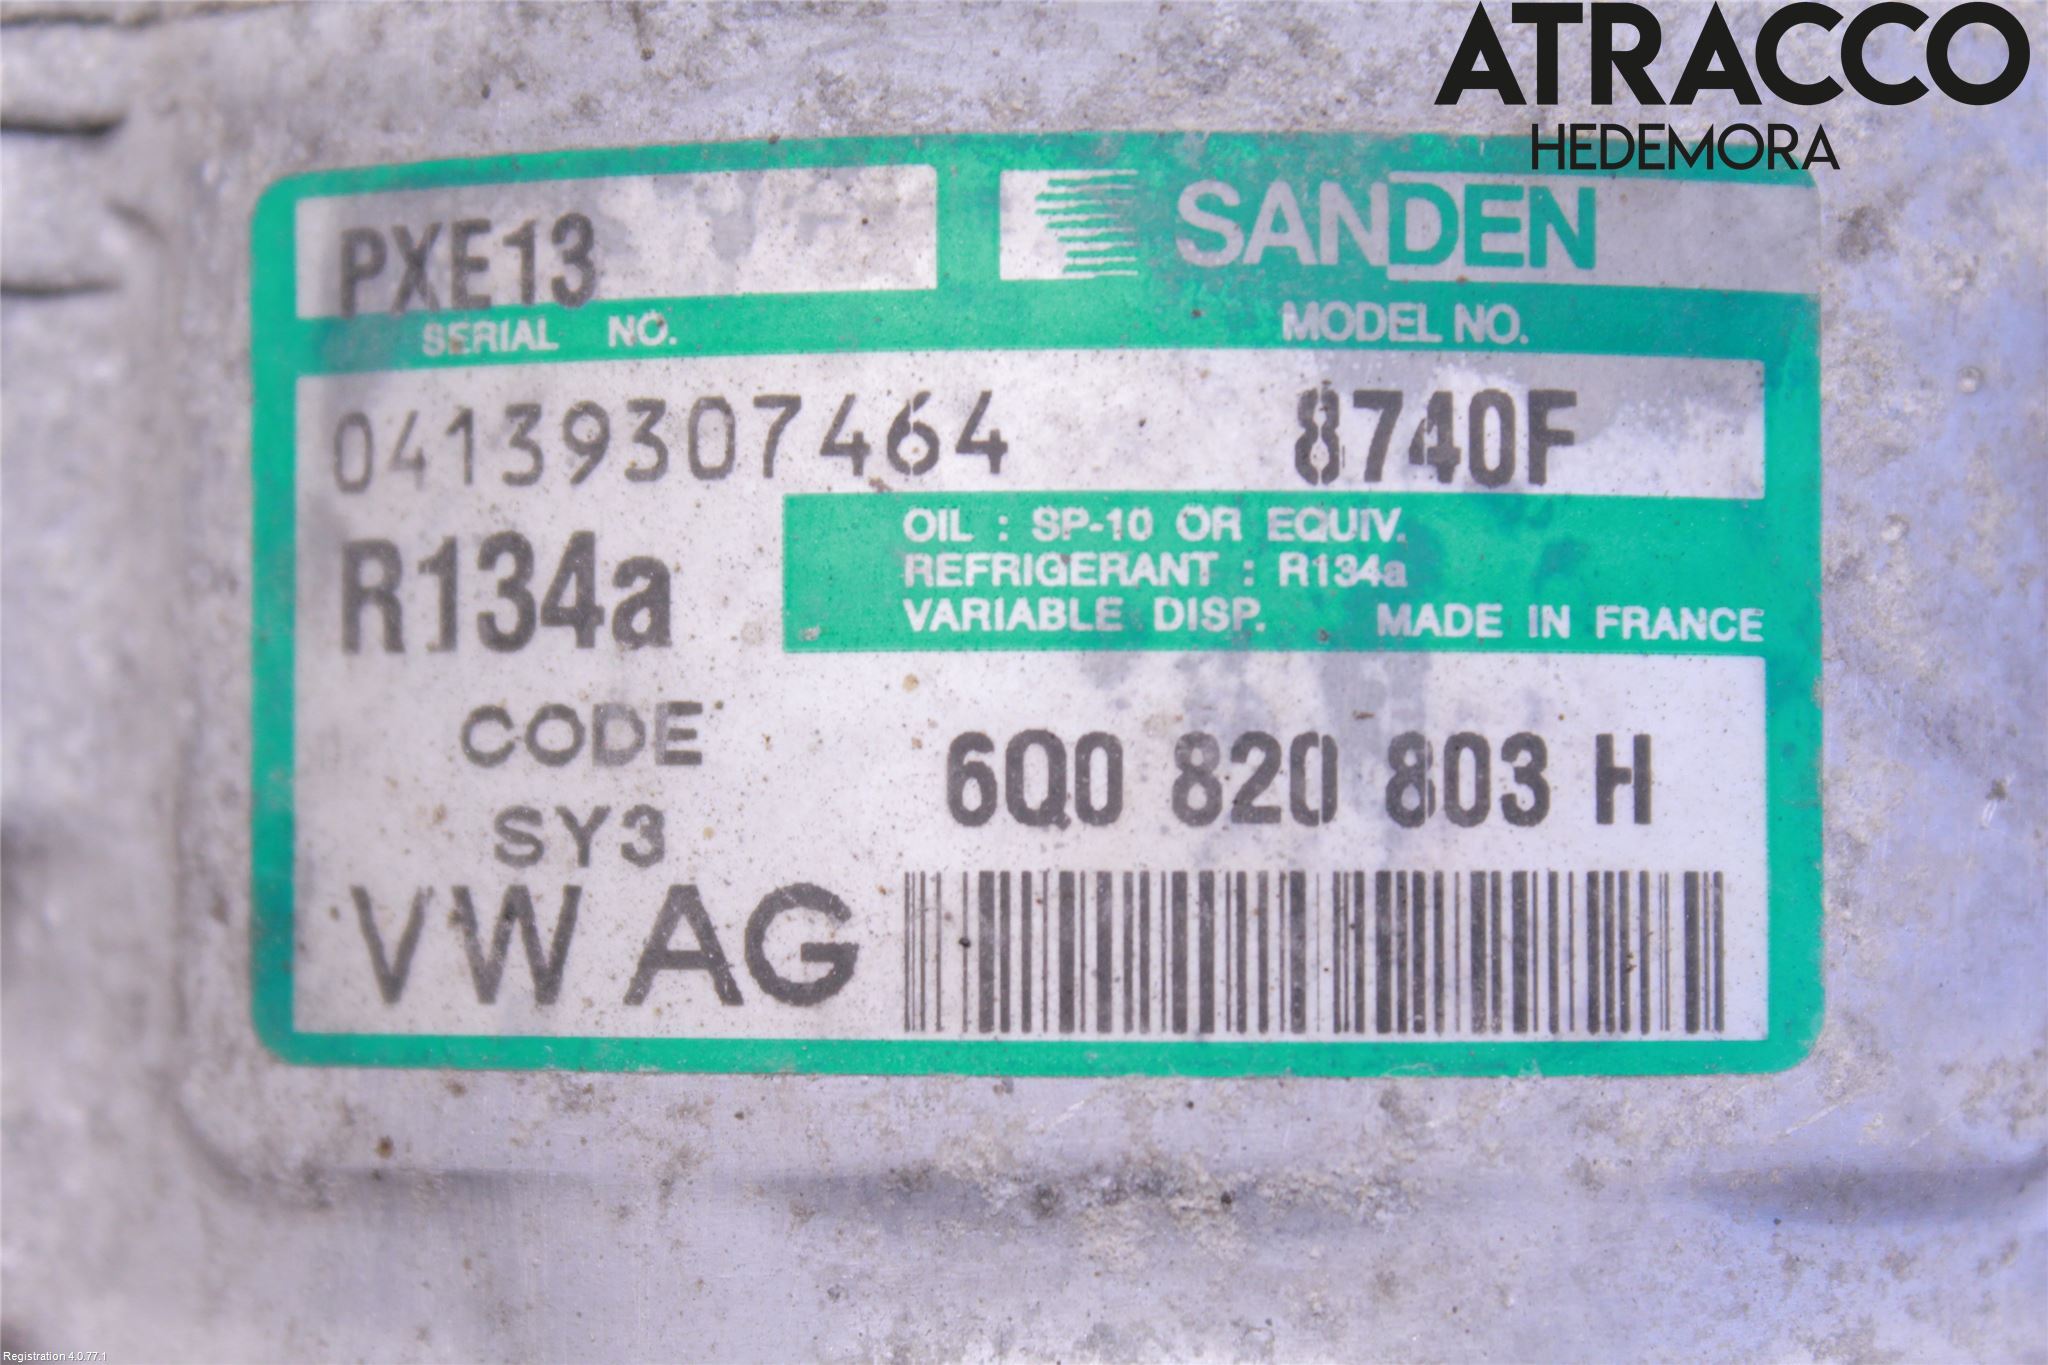 ATRACCO
HEDEMORA
PXE13 SANDEN
SERIAL NO. MODEL NO.
04139307464 8740F
OIL : SP-10 OR EQUIV.
R134a REFRIGERANT : R134a
VARIABLE DISP. MADE IN FRANCE
CODE 6Q0 820 803 H
SY3
VW AG
Registration 4.0.77.1